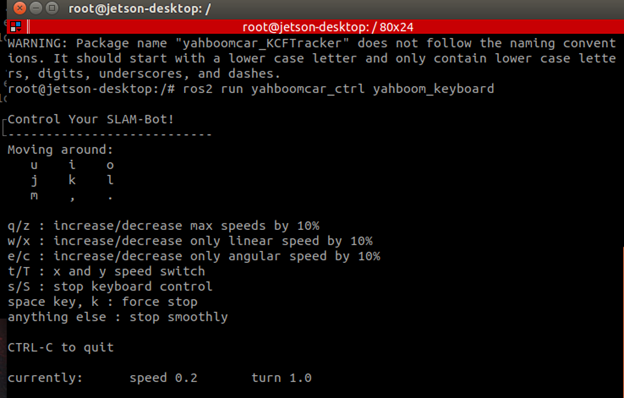 root@jetson-desktop: /
root@jetson-desktop: / 80x24
WARNING: Package name "yahboomcar_KCFTracker" does not follow the naming convent
ions. It should start with a lower case letter and only contain lower case lette
rs, digits, underscores, and dashes.
root@jetson-desktop:/# ros2 run yahboomcar_ctrl yahboom_keyboard
Control Your SLAM-Bot!
---------------------------
Moving around:
u i o
j k l
m , .
q/z : increase/decrease max speeds by 10%
w/x : increase/decrease only linear speed by 10%
e/c : increase/decrease only angular speed by 10%
t/T : x and y speed switch
s/S : stop keyboard control
space key, k : force stop
anything else : stop smoothly
CTRL-C to quit
currently: speed 0.2 turn 1.0